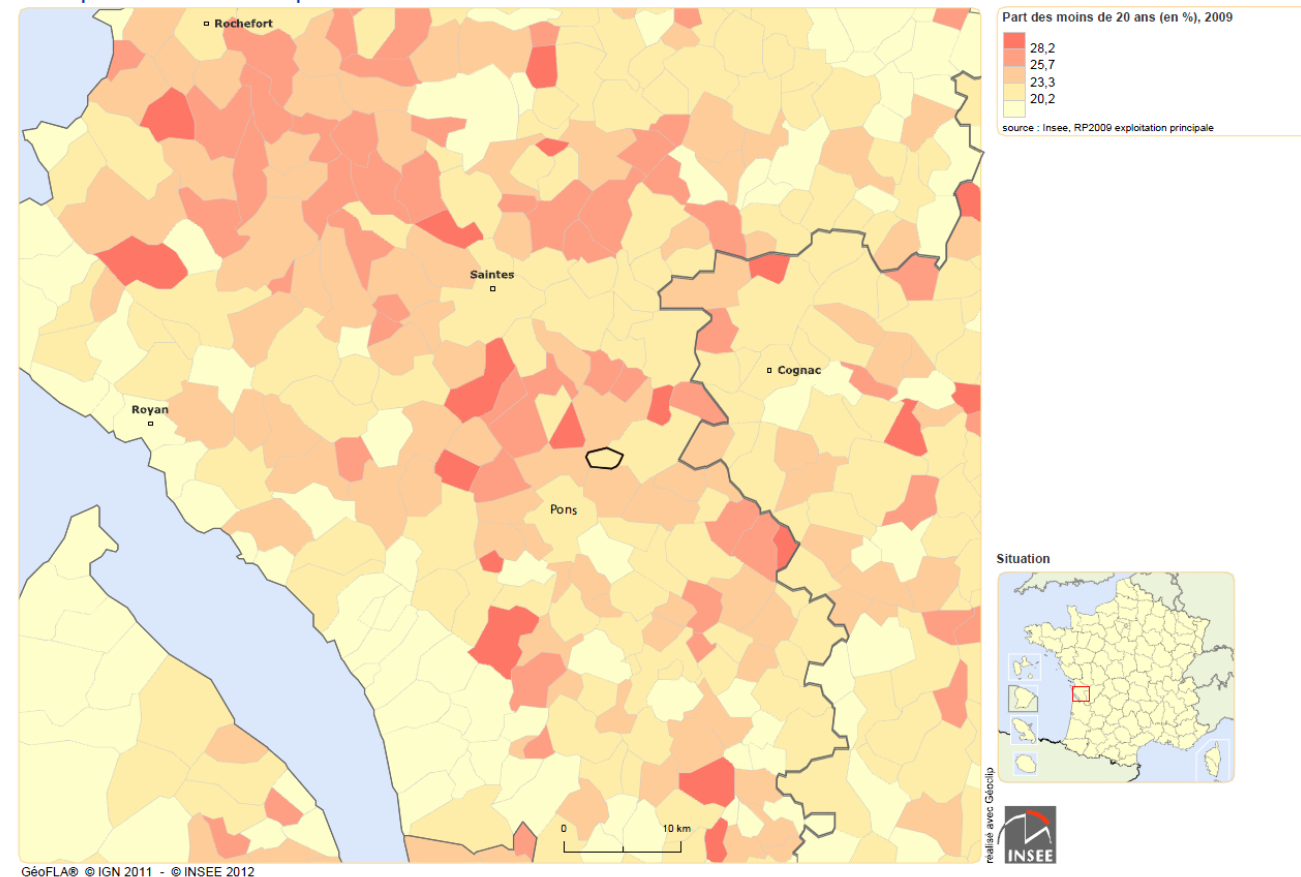 Rochefort
Saintes
Cognac
Royan
Pons
0 10 km
GéoFLA® © IGN 2011 - © INSEE 2012
Part des moins de 20 ans (en %), 2009
28,2
25,7
23,3
20,2
source : Insee, RP2009 exploitation principale
Situation
réalisé avec Géoclip
INSEE